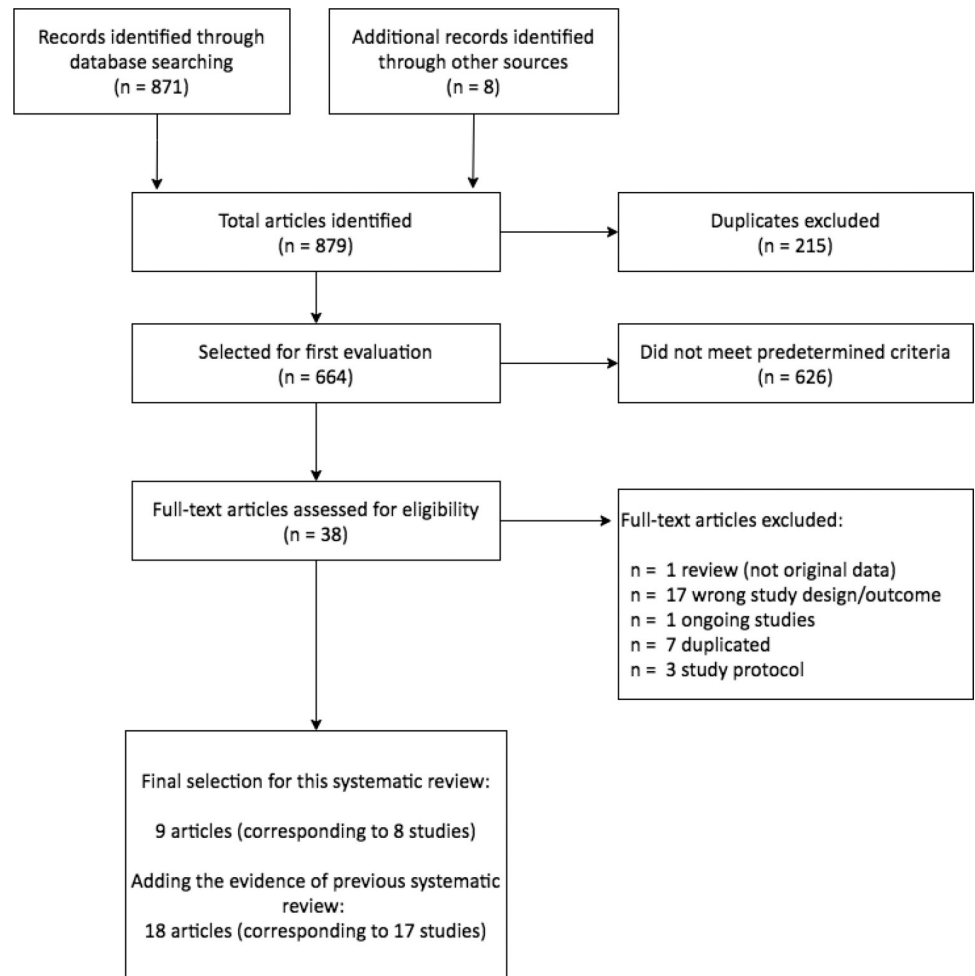 Records identified through
database searching
(n = 871)
Additional records identified
through other sources
(n = 8)
Total articles identified
(n = 879)
Duplicates excluded
(n = 215)
Selected for first evaluation
(n = 664)
Did not meet predetermined criteria
(n = 626)
Full-text articles assessed for eligibility
(n = 38)
Full-text articles excluded:
n = 1 review (not original data)
n = 17 wrong study design/outcome
n = 1 ongoing studies
n = 7 duplicated
n = 3 study protocol
Final selection for this systematic review:
9 articles (corresponding to 8 studies)
Adding the evidence of previous systematic
review:
18 articles (corresponding to 17 studies)